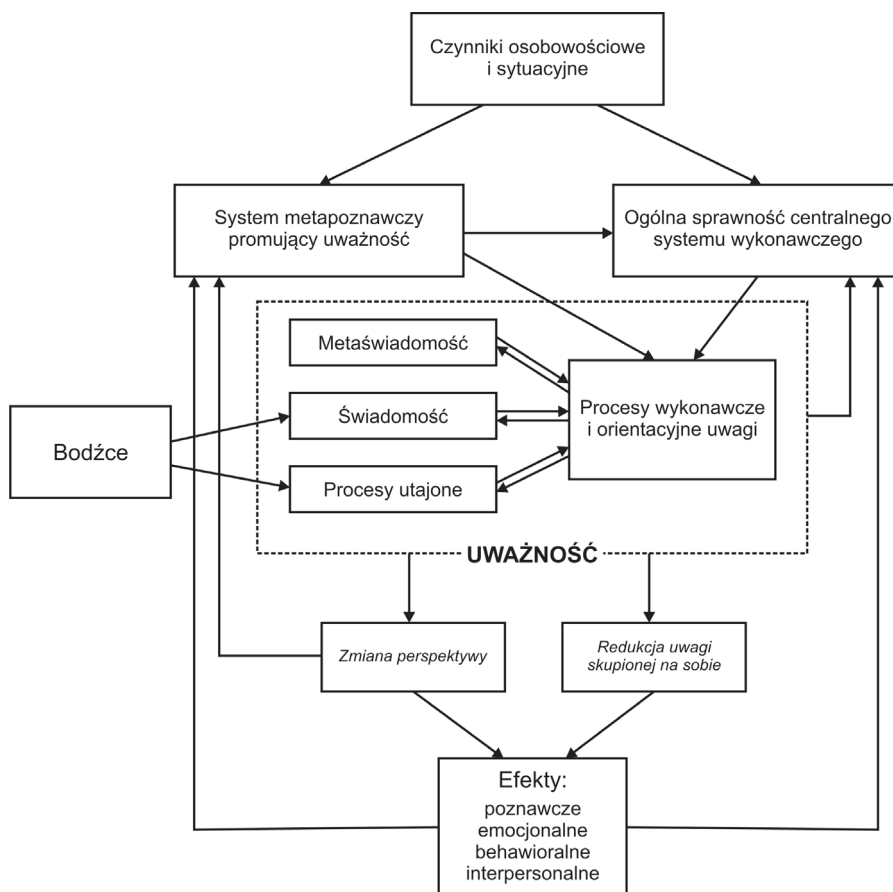 Czynniki osobowościowe
i sytuacyjne
System metapoznawczy
promujący uważność
Ogólna sprawność centralnego
systemu wykonawczego
Metaświadomość
Świadomość
Procesy utajone
Procesy wykonawcze
i orientacyjne uwagi
Bodźce
UWAŻNOŚĆ
Zmiana perspektywy
Redukcja uwagi
skupionej na sobie
Efekty:
poznawcze
emocjonalne
behawioralne
interpersonalne